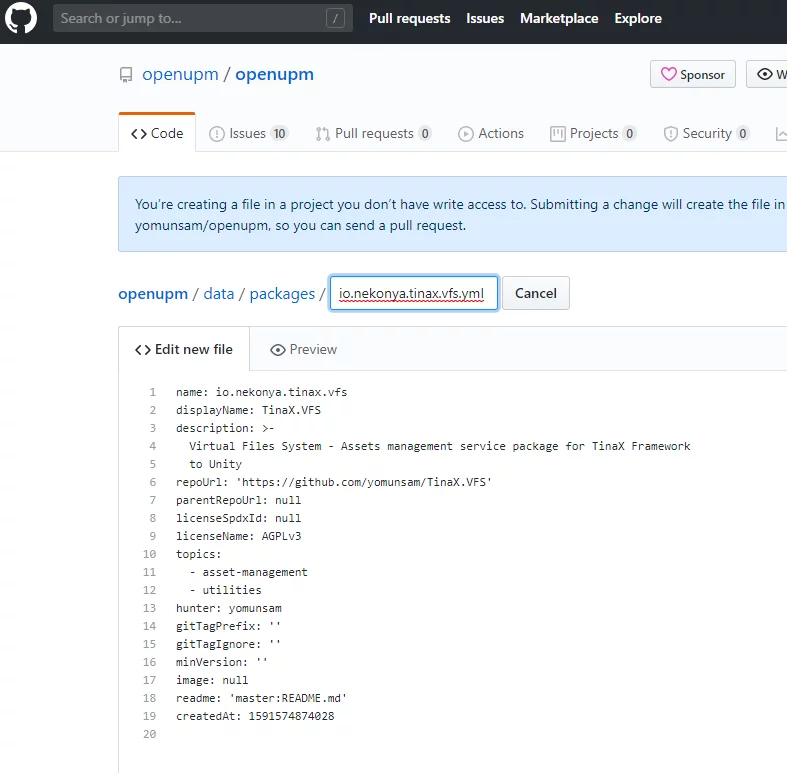 Search or jump to... / Pull requests Issues Marketplace Explore
openupm / openupm Sponsor W
Code Issues 10 Pull requests 0 Actions Projects 0 Security 0
You're creating a file in a project you don't have write access to. Submitting a change will create the file in
yomunsam/openupm, so you can send a pull request.
openupm / data / packages / io.nekonya.tinax.vfs.yml Cancel
<> Edit new file Preview
1 name: io.nekonya.tinax.vfs
2 displayName: TinaX.VFS
3 description: >-
4 Virtual Files System - Assets management service package for TinaX Framework
5 to Unity
6 repoUrl: 'https://github.com/yomunsam/TinaX.VFS'
7 parentRepoUrl: null
8 licenseSpdxId: null
9 licenseName: AGPLv3
10 topics:
11 - asset-management
12 - utilities
13 hunter: yomunsam
14 gitTagPrefix: ''
15 gitTagIgnore: ''
16 minVersion: ''
17 image: null
18 readme: 'master:README.md'
19 createdAt: 1591574874028
20